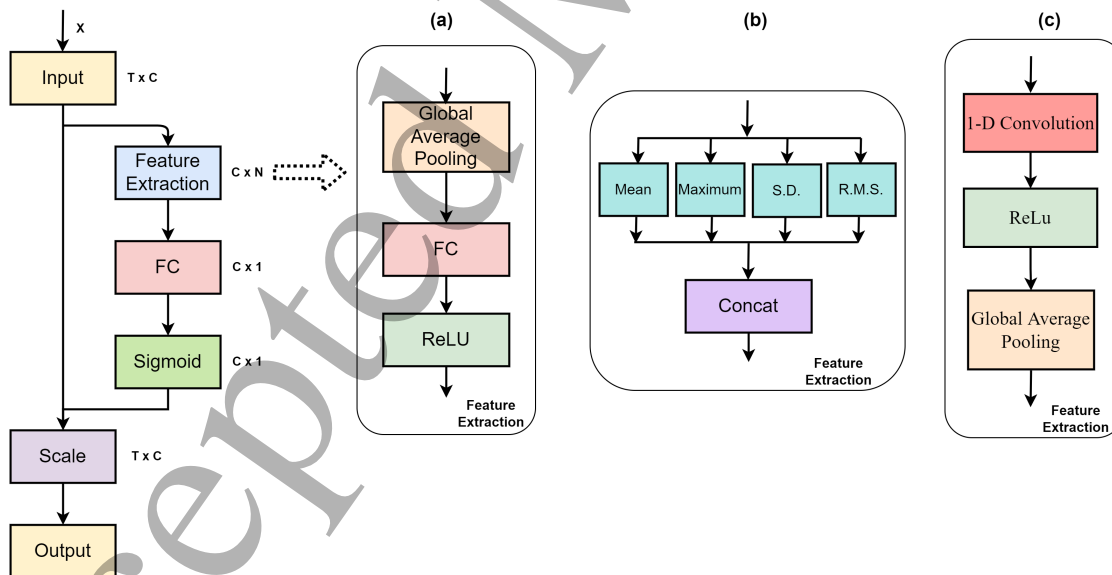 X
Input
T x C
Feature
Extraction
C x N
FC
C x 1
Sigmoid
C x 1
Scale
T x C
Output
(a)
Global
Average
Pooling
FC
ReLU
Feature
Extraction
(b)
Mean
Maximum
S.D.
R.M.S.
Concat
Feature
Extraction
(c)
1-D Convolution
ReLu
Global Average
Pooling
Feature
Extraction
epted M